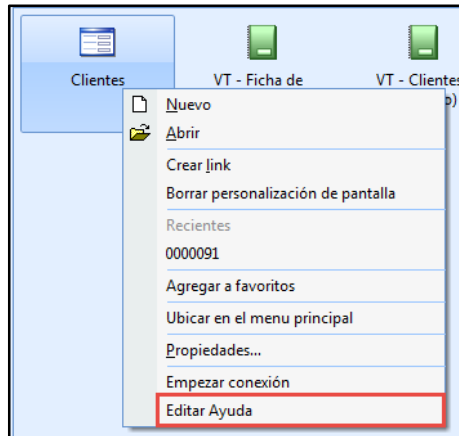 Clientes
VT - Ficha de
VT - Clientes
o)
Nuevo
Abrir
Crear link
Borrar personalización de pantalla
Recientes
0000091
Agregar a favoritos
Ubicar en el menu principal
Propiedades...
Empezar conexión
Editar Ayuda